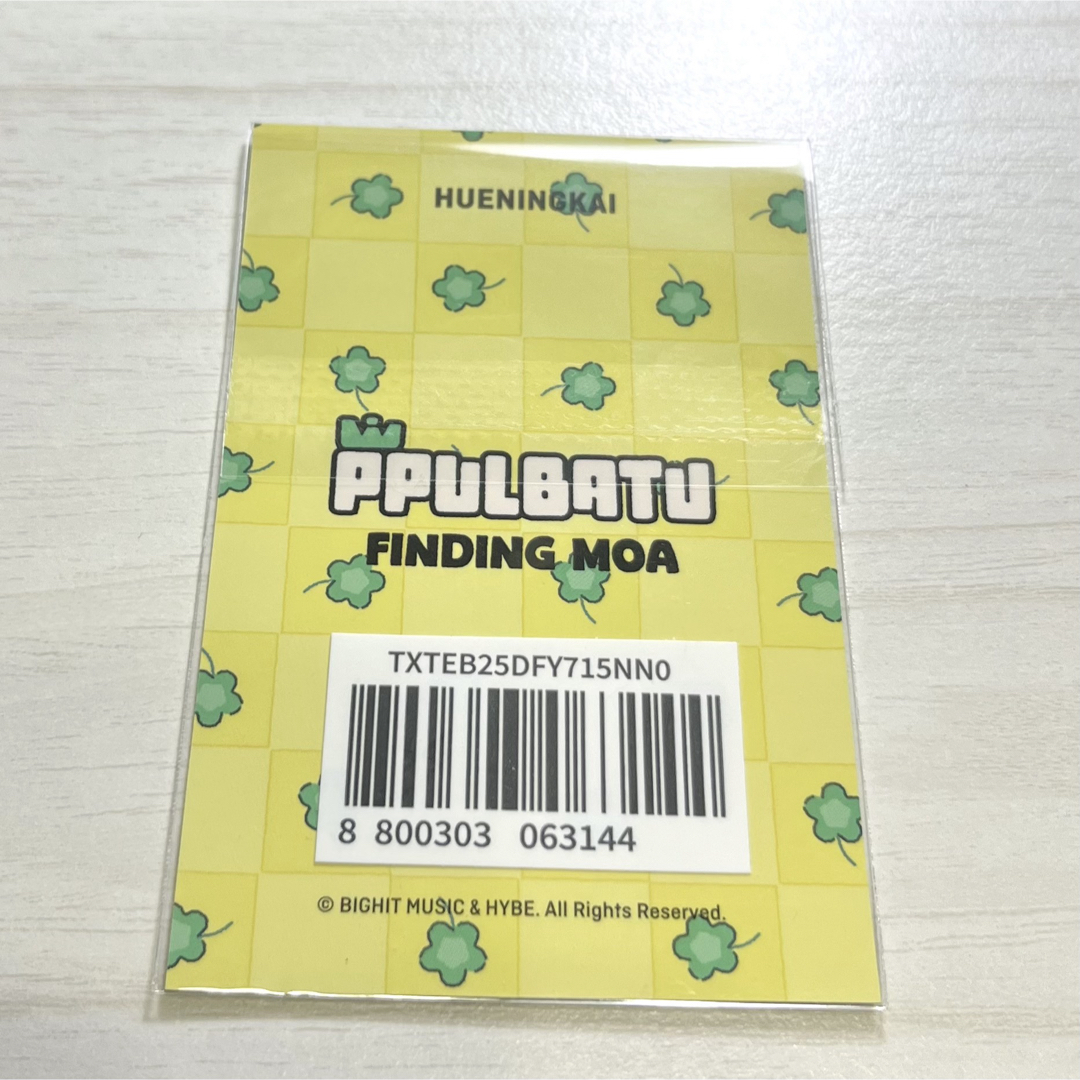 HUENINGKAI
PPULBATU
FINDING MOA
TXTEB25DFY715NN0
8 800303 063144
© BIGHIT MUSIC & HYBE. All Rights Reserved.